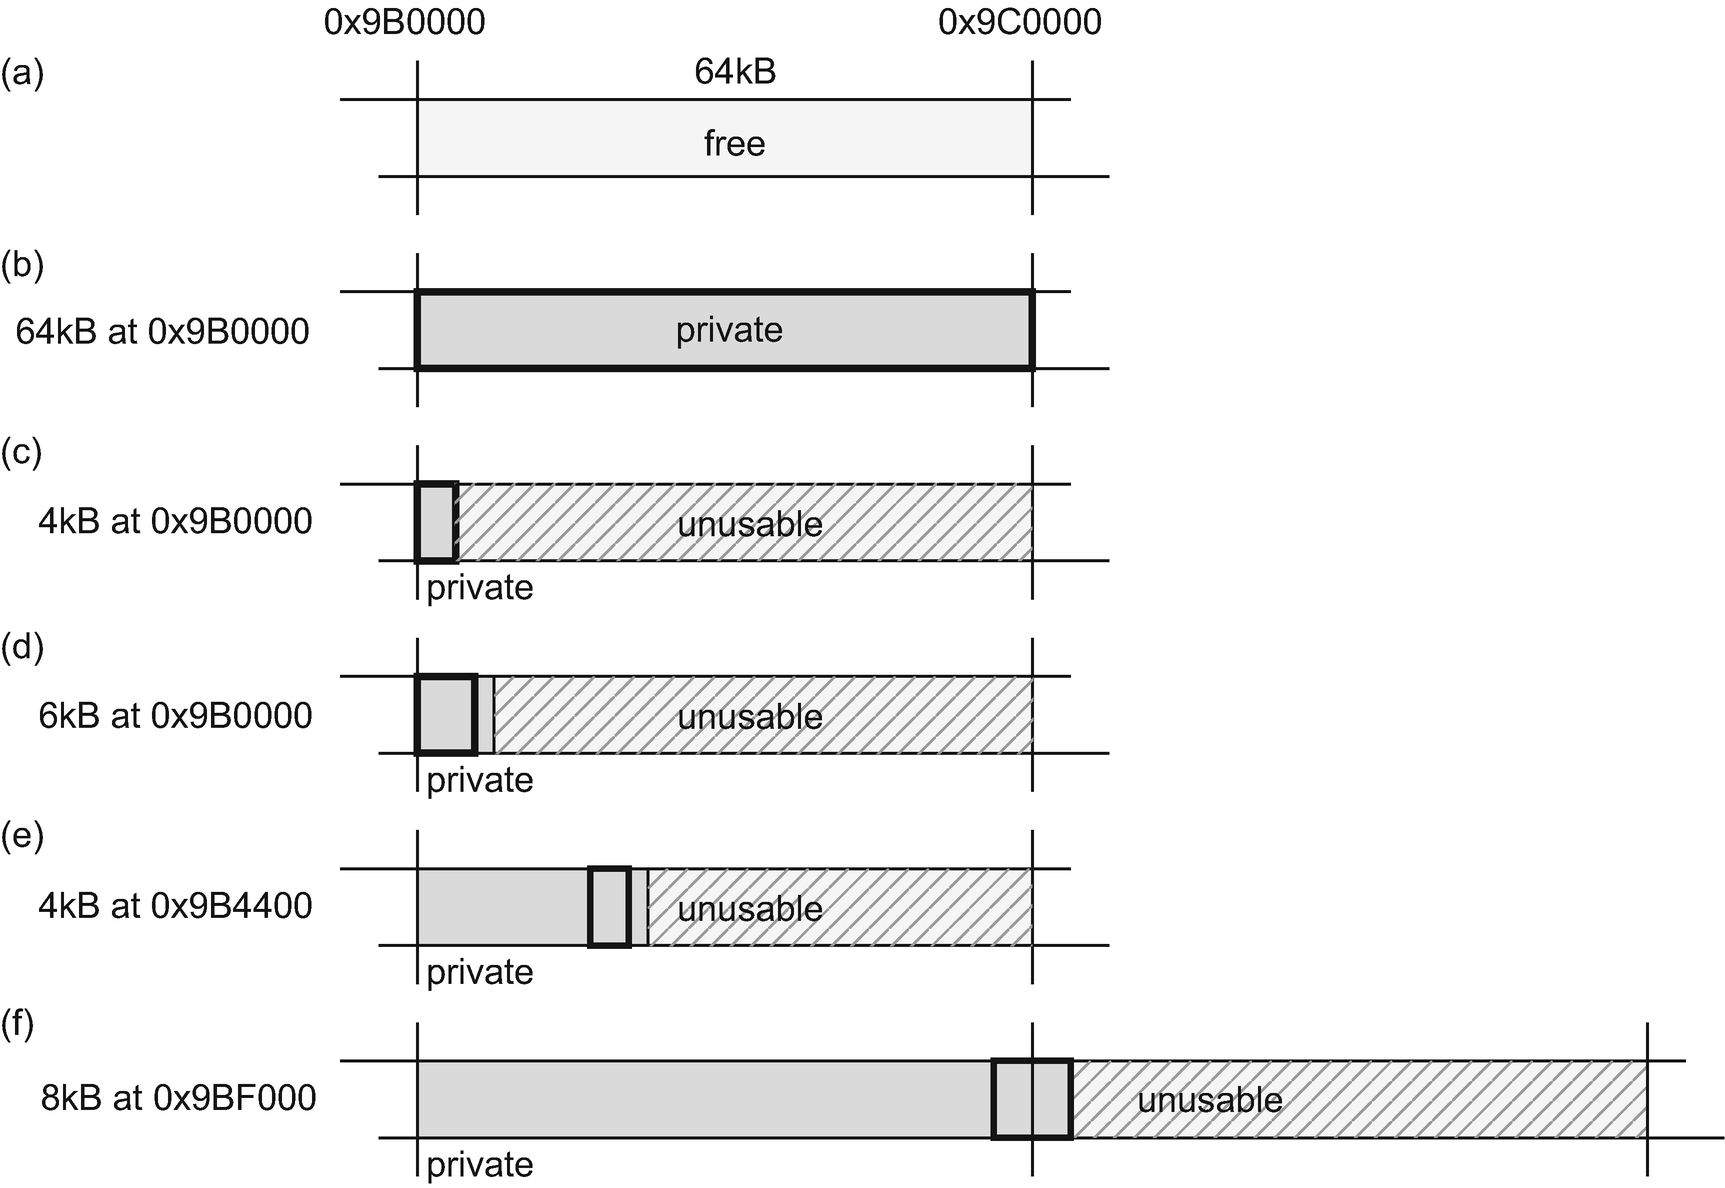 0x9B0000 0x9C0000
(a)
64kB
free
(b)
64kB at 0x9B0000
private
(c)
4kB at 0x9B0000
unusable
private
(d)
6kB at 0x9B0000
unusable
private
(e)
4kB at 0x9B4400
unusable
private
(f)
8kB at 0x9BF000
unusable
private